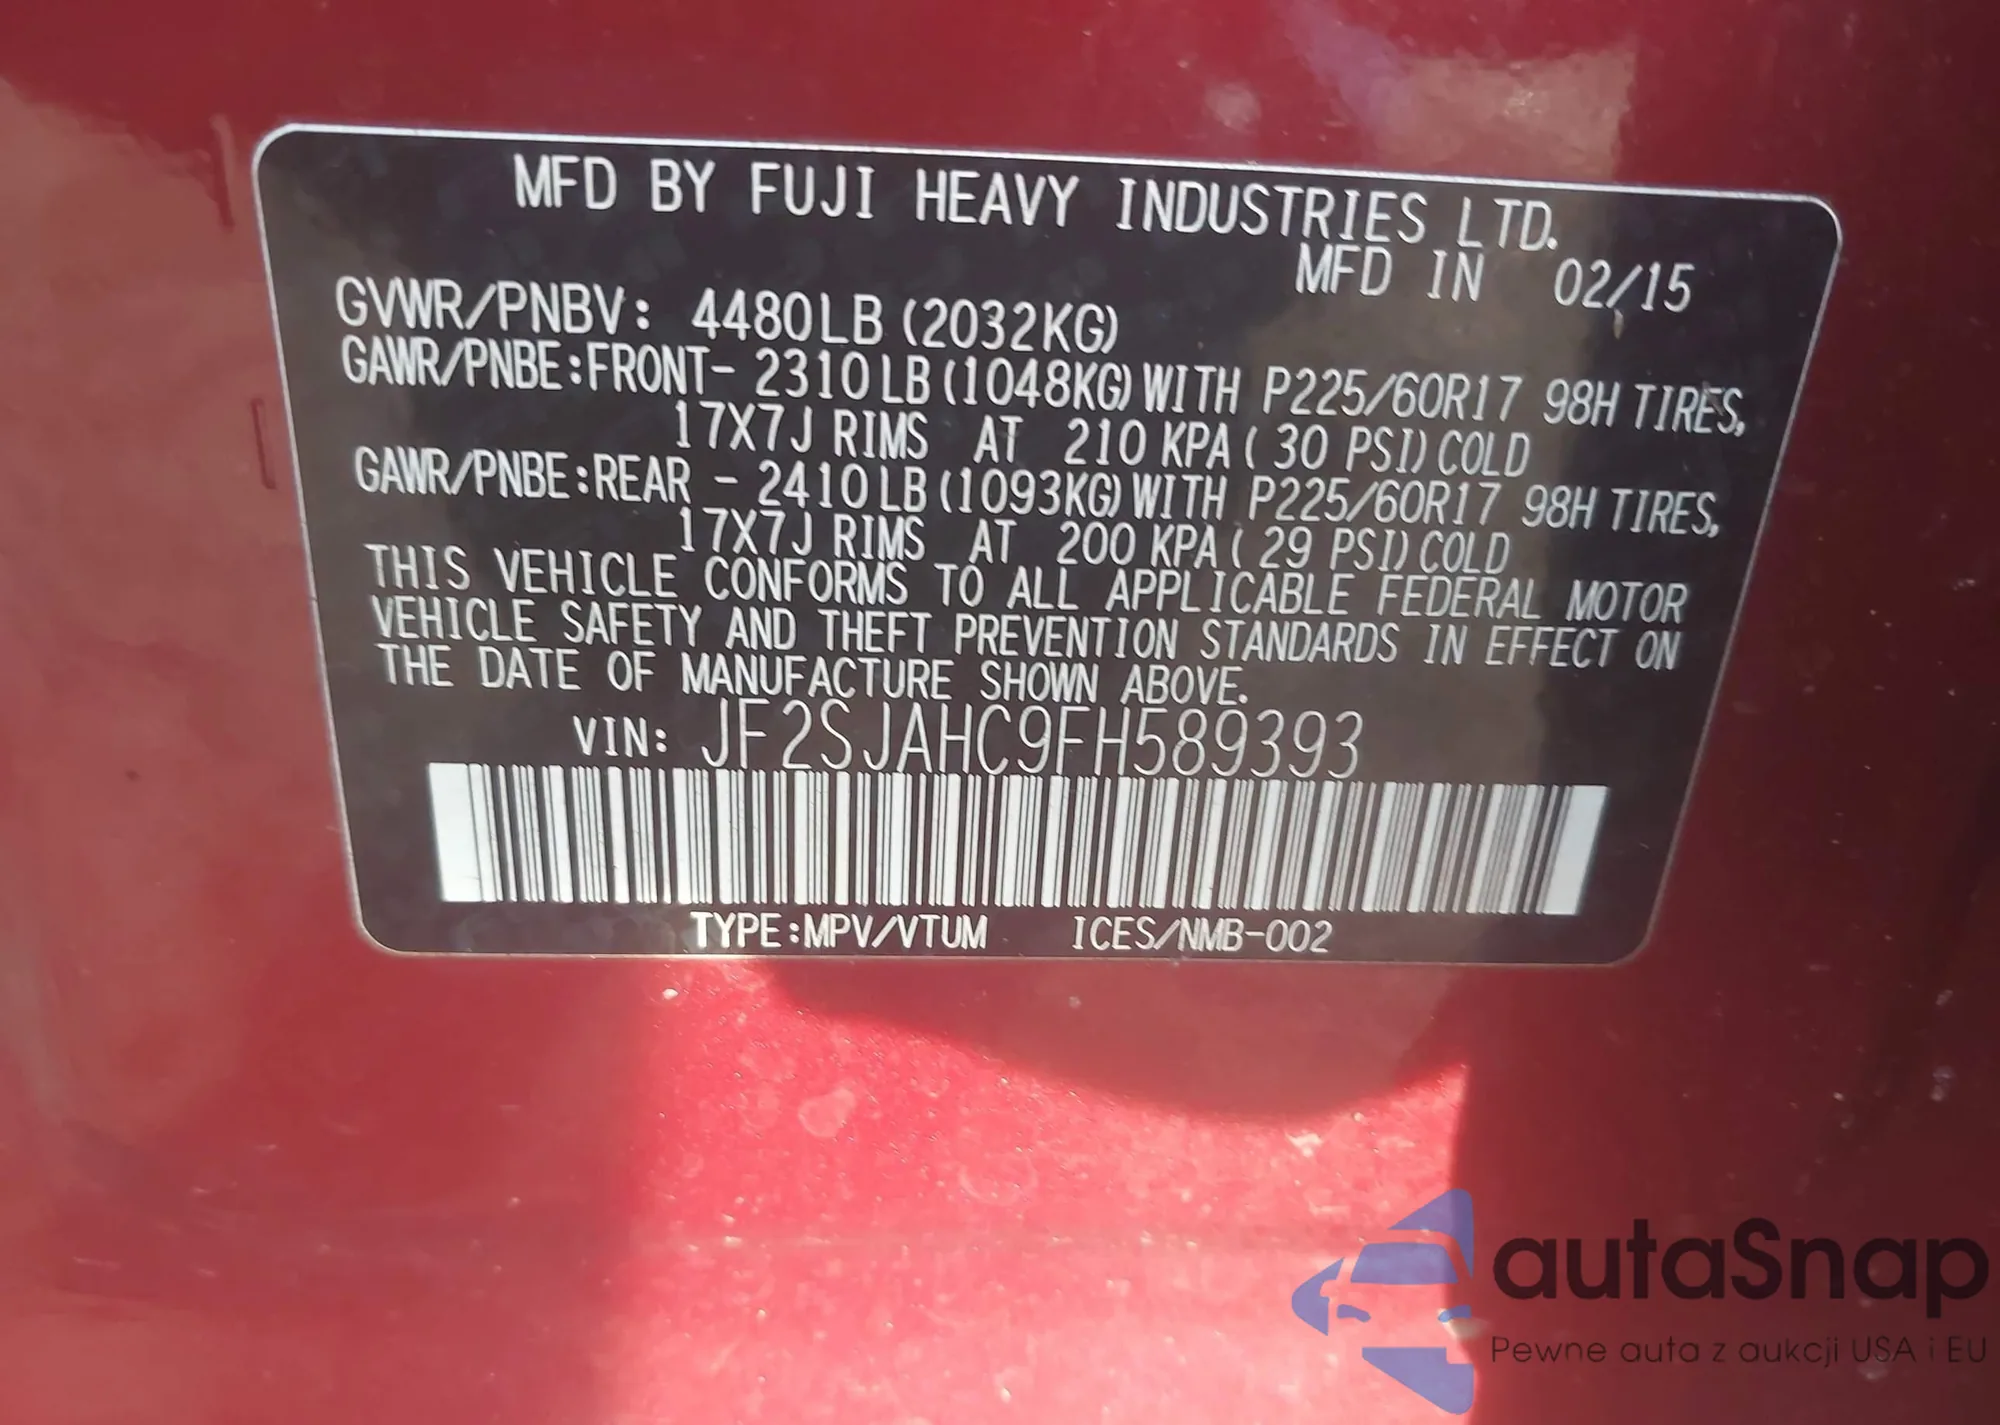 MFD BY FUJI HEAVY INDUSTRIES LTD.
MFD IN 02/15
GVWR/PNBV: 4480LB (2032KG)
GAWR/PNBE:FRONT- 2310LB (1048KG) WITH P225/60R17 98H TIRES,
17X7J RIMS AT 210 KPA ( 30 PSI) COLD
GAWR/PNBE:REAR - 2410LB (1093KG) WITH P225/60R17 98H TIRES,
17X7J RIMS AT 200 KPA ( 29 PSI) COLD
THIS VEHICLE CONFORMS TO ALL APPLICABLE FEDERAL MOTOR
VEHICLE SAFETY AND THEFT PREVENTION STANDARDS IN EFFECT ON
THE DATE OF MANUFACTURE SHOWN ABOVE.
VIN: JF2SJAHC9FH589393
TYPE:MPV/VTUM ICES/NMB-002
autaSnap
Pewne auta z aukcji USA i EU